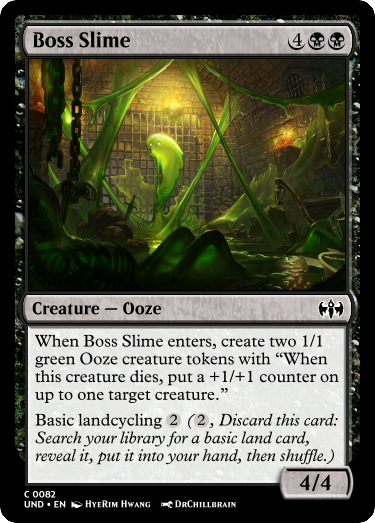 Boss Slime 4
Creature — Ooze
When Boss Slime enters, create two 1/1
green Ooze creature tokens with “When
this creature dies, put a +1/+1 counter on
up to one target creature.”
Basic landcycling 2 (2, Discard this card:
Search your library for a basic land card,
reveal it, put it into your hand, then shuffle.)
4/4
C 0082
UND • EN HyeRim Hwang DrChillbrain